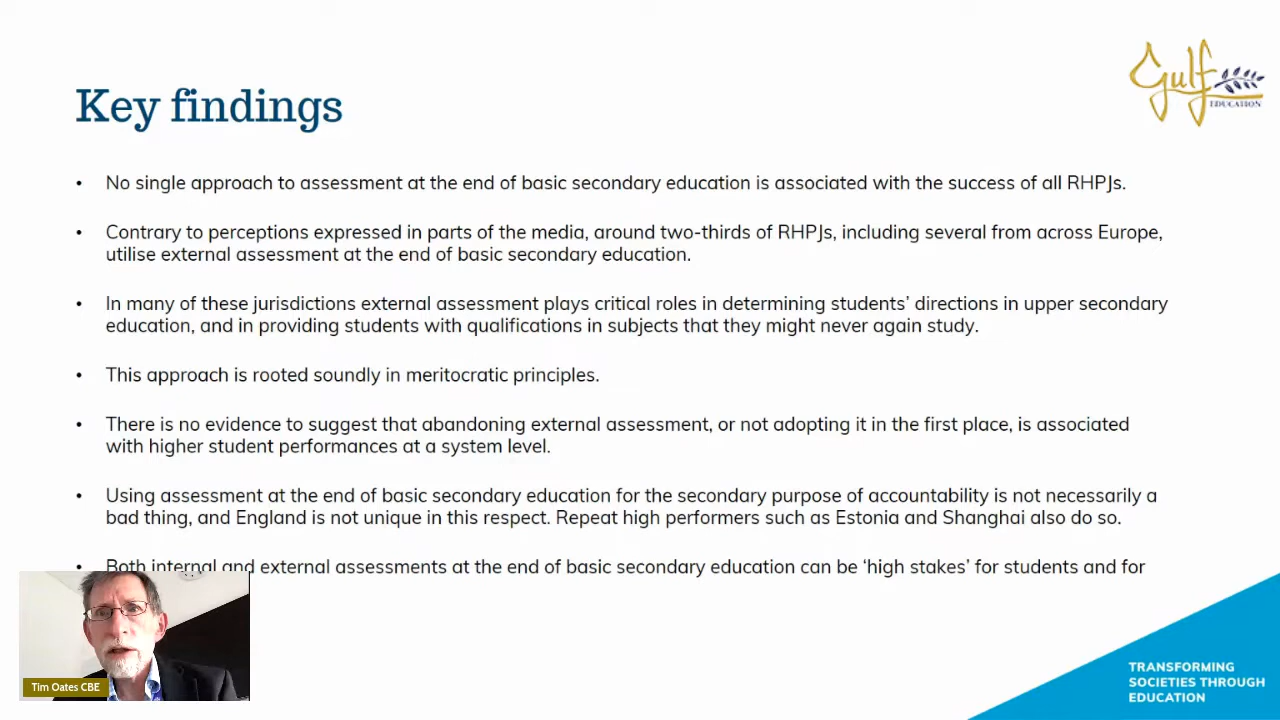 Key findings
Gulf
EDUCATION
• No single approach to assessment at the end of basic secondary education is associated with the success of all RHPJs.
• Contrary to perceptions expressed in parts of the media, around two-thirds of RHPJs, including several from across Europe,
utilise external assessment at the end of basic secondary education.
• In many of these jurisdictions external assessment plays critical roles in determining students’ directions in upper secondary
education, and in providing students with qualifications in subjects that they might never again study.
• This approach is rooted soundly in meritocratic principles.
• There is no evidence to suggest that abandoning external assessment, or not adopting it in the first place, is associated
with higher student performances at a system level.
• Using assessment at the end of basic secondary education for the secondary purpose of accountability is not necessarily a
bad thing, and England is not unique in this respect. Repeat high performers such as Estonia and Shanghai also do so.
• Both internal and external assessments at the end of basic secondary education can be ‘high stakes’ for students and for
Tim Oates CBE
TRANSFORMING
SOCIETIES THROUGH
EDUCATION